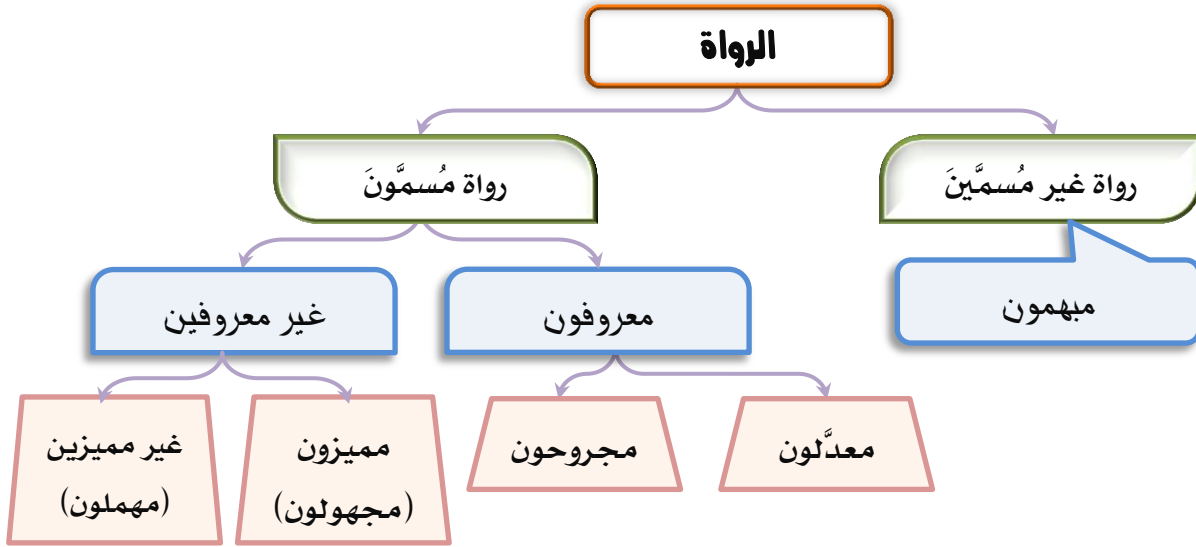 الرواة
رواة غير مُسمَّينَ
رواة مُسمَّونَ
مبهمون
معروفون
غير معروفين
معدَّلون
مجروحون
مميزون
(مجهولون)
غير مميزين
(مهملون)